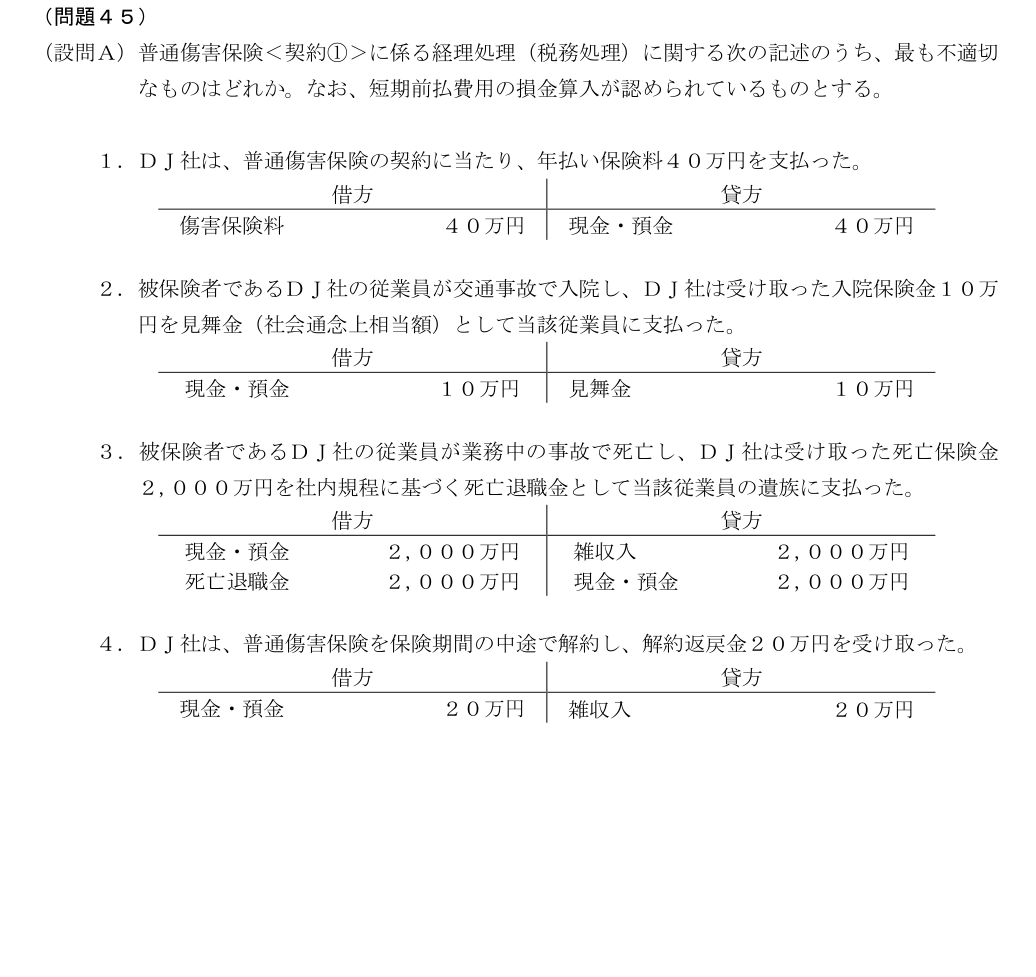 （問題４５）
（設問Ａ）普通傷害保険＜契約①＞に係る経理処理（税務処理）に関する次の記述のうち、最も不適切
なものはどれか。なお、短期前払費用の損金算入が認められているものとする。
１．ＤＪ社は、普通傷害保険の契約に当たり、年払い保険料４０万円を支払った。
借方 貸方
傷害保険料 ４０万円 現金・預金 ４０万円
２．被保険者であるＤＪ社の従業員が交通事故で入院し、ＤＪ社は受け取った入院保険金１０万
円を見舞金（社会通念上相当額）として当該従業員に支払った。
借方 貸方
現金・預金 １０万円 見舞金 １０万円
３．被保険者であるＤＪ社の従業員が業務中の事故で死亡し、ＤＪ社は受け取った死亡保険金
２，０００万円を社内規程に基づく死亡退職金として当該従業員の遺族に支払った。
借方 貸方
現金・預金 ２，０００万円 雑収入 ２，０００万円
死亡退職金 ２，０００万円 現金・預金 ２，０００万円
４．ＤＪ社は、普通傷害保険を保険期間の中途で解約し、解約返戻金２０万円を受け取った。
借方 貸方
現金・預金 ２０万円 雑収入 ２０万円